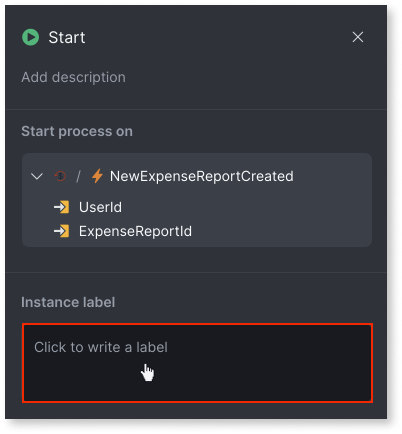 Start
Add description
Start process on
/ NewExpenseReportCreated
UserId
ExpenseReportId
Instance label
Click to write a label